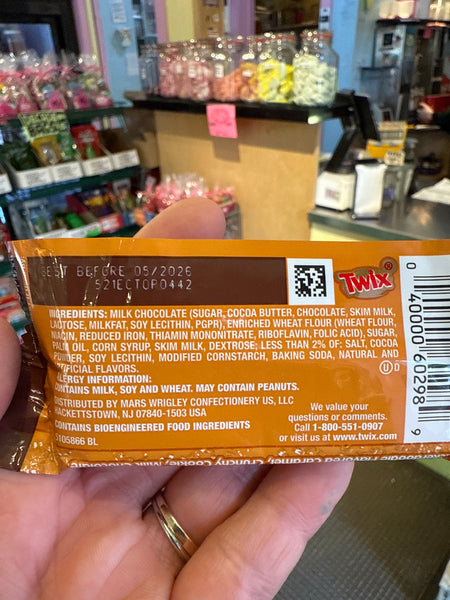 BEST BEFORE 05/2026
521ECTOP0442
Twix®
INGREDIENTS: MILK CHOCOLATE (SUGAR, COCOA BUTTER, CHOCOLATE, SKIM MILK,
LACTOSE, MILKFAT, SOY LECITHIN, PGPR), ENRICHED WHEAT FLOUR (WHEAT FLOUR,
NIACIN, REDUCED IRON, THIAMIN MONONITRATE, RIBOFLAVIN, FOLIC ACID), SUGAR,
PALM OIL, CORN SYRUP, SKIM MILK, DEXTROSE; LESS THAN 2% OF: SALT, COCOA
POWDER, SOY LECITHIN, MODIFIED CORNSTARCH, BAKING SODA, NATURAL AND
ARTIFICIAL FLAVORS.
U D
ALLERGY INFORMATION:
CONTAINS MILK, SOY AND WHEAT. MAY CONTAIN PEANUTS.
DISTRIBUTED BY MARS WRIGLEY CONFECTIONERY US, LLC
HACKETTSTOWN, NJ 07840-1503 USA
CONTAINS BIOENGINEERED FOOD INGREDIENTS
We value your
questions or comments.
Call 1-800-551-0907
or visit us at www.twix.com
0 40000 60298 9